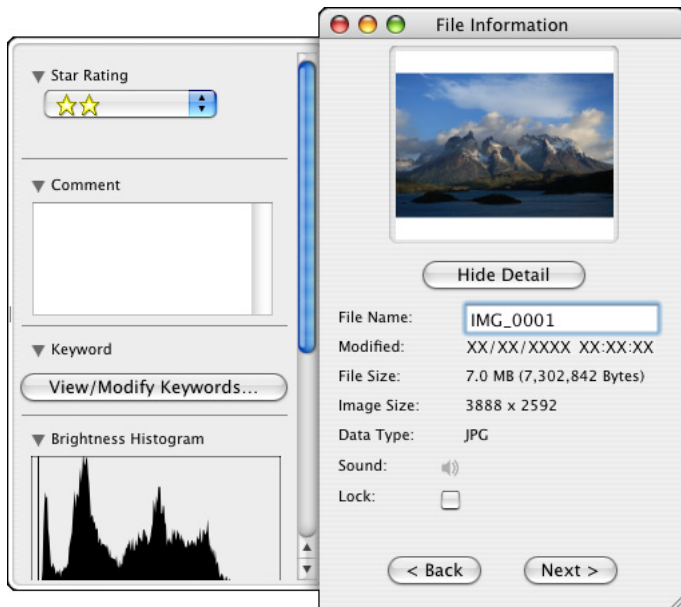 File Information
Star Rating
Comment
Keyword
View/Modify Keywords...
Brightness Histogram
Hide Detail
File Name: IMG_0001
Modified: XX/XX/XXXX XX:XX:XX
File Size: 7.0 MB (7,302,842 Bytes)
Image Size: 3888 x 2592
Data Type: JPG
Sound:
Lock:
< Back Next >